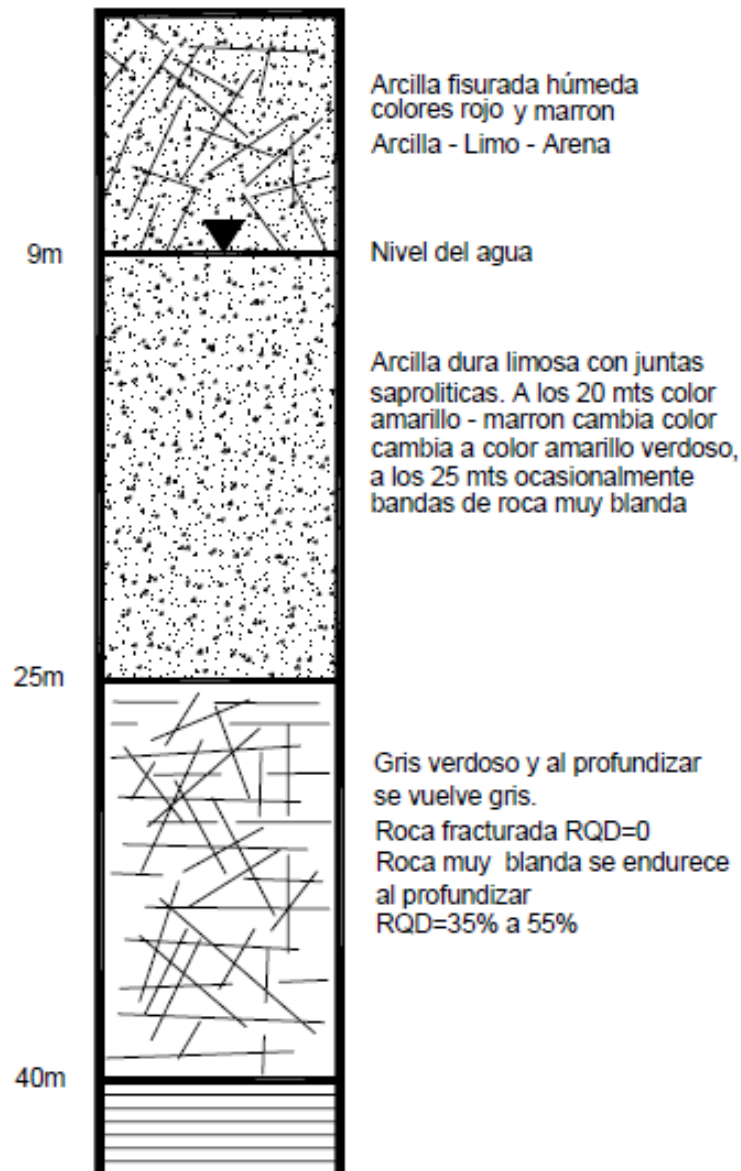 Arcilla fisurada húmeda
colores rojo y marron
Arcilla - Limo - Arena
9m
Nivel del agua
Arcilla dura limosa con juntas
saproliticas. A los 20 mts color
amarillo - marron cambia color
cambia a color amarillo verdoso,
a los 25 mts ocasionalmente
bandas de roca muy blanda
25m
Gris verdoso y al profundizar
se vuelve gris.
Roca fracturada RQD=0
Roca muy blanda se endurece
al profundizar
RQD=35% a 55%
40m